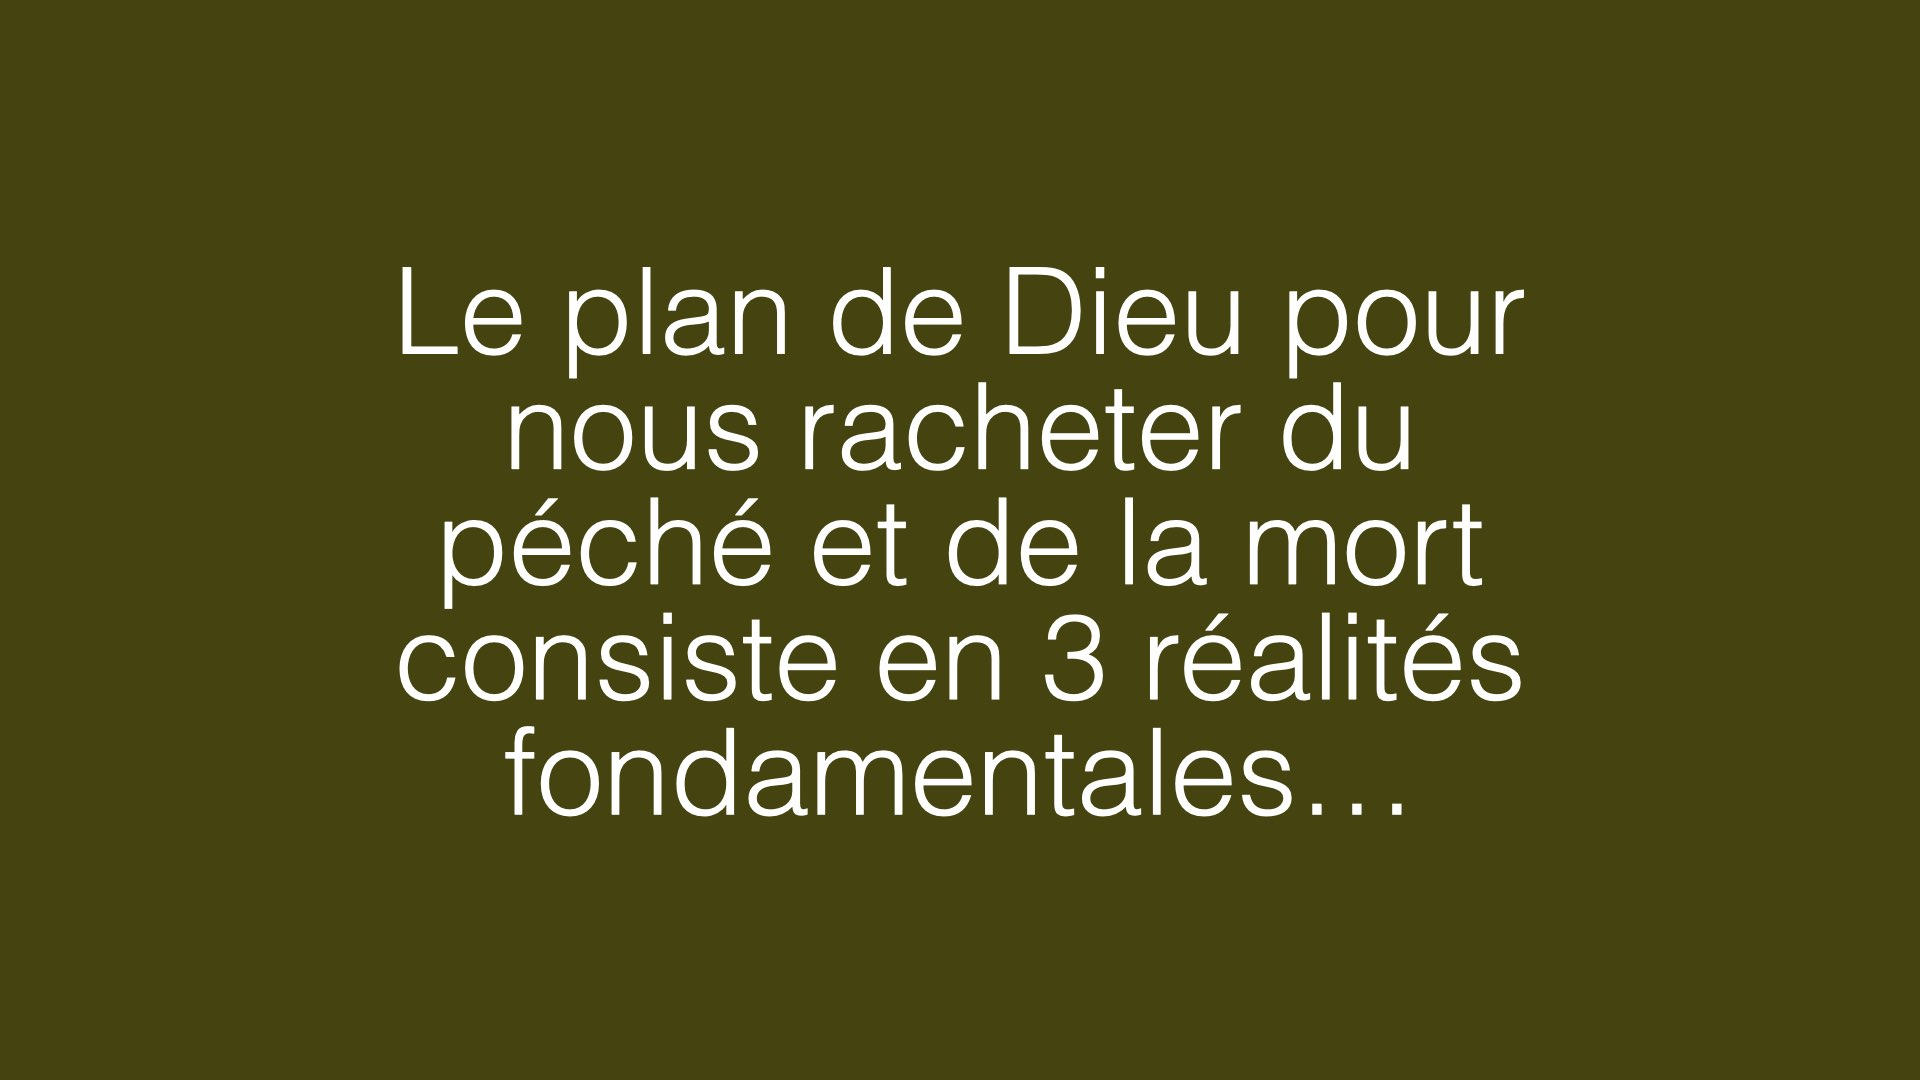 Le plan de Dieu pour
nous racheter du
péché et de la mort
consiste en 3 réalités
fondamentales…